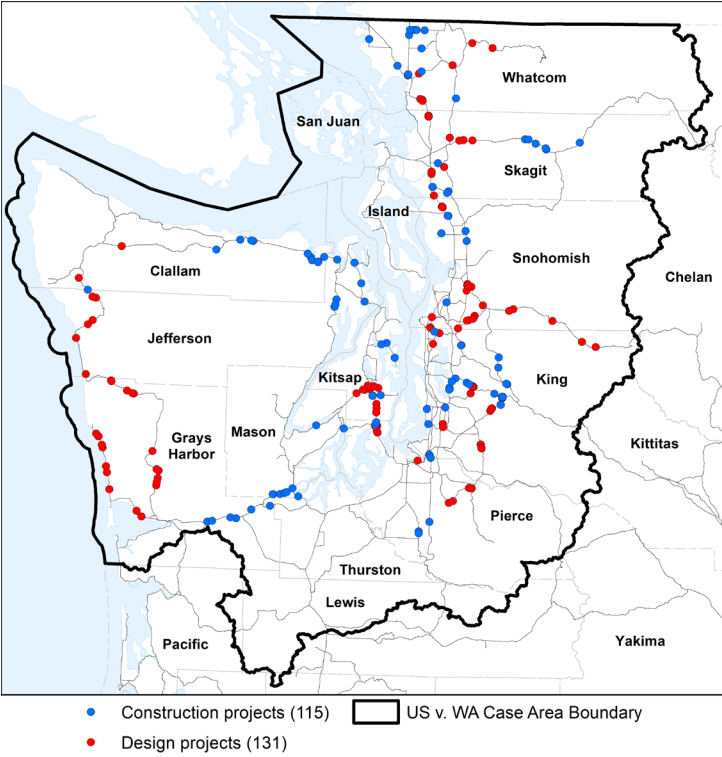 Whatcom
San Juan
Skagit
Island
Snohomish
Clallam
Chelan
Jefferson
Kitsap
King
Grays
Harbor
Mason
Kittitas
Pierce
Thurston
Lewis
Pacific
Yakima
Construction projects (115)
US v. WA Case Area Boundary
Design projects (131)